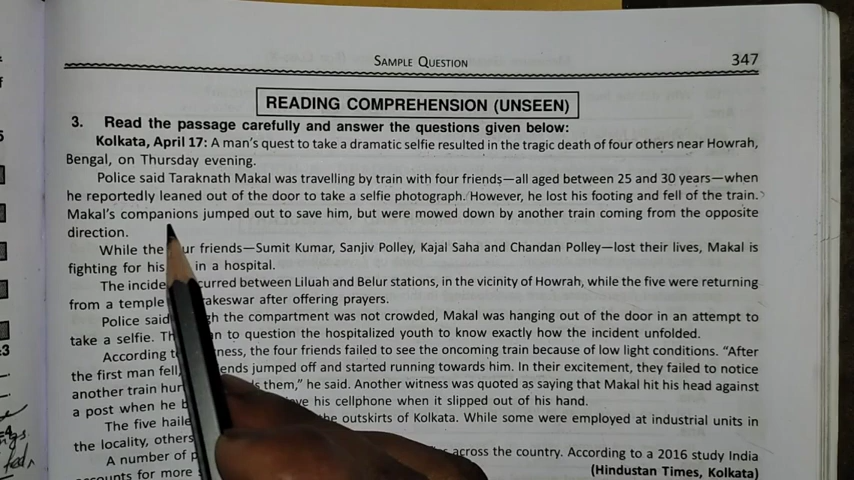 SAMPLE QUESTION
347
READING COMPREHENSION (UNSEEN)
3. Read the passage carefully and answer the questions given below:
Kolkata, April 17: A man's quest to take a dramatic selfie resulted in the tragic death of four others near Howrah,
Bengal, on Thursday evening.
Police said Taraknath Makal was travelling by train with four friends—all aged between 25 and 30 years—when
he reportedly leaned out of the door to take a selfie photograph. However, he lost his footing and fell of the train.
Makal's companions jumped out to save him, but were mowed down by another train coming from the opposite
direction.
While the ur friends—Sumit Kumar, Sanjiv Polley, Kajal Saha and Chandan Polley—lost their lives, Makal is
fighting for his in a hospital.
The incide curred between Liluah and Belur stations, in the vicinity of Howrah, while the five were returning
from a temple rakeswar after offering prayers.
Police said gh the compartment was not crowded, Makal was hanging out of the door in an attempt to
take a selfie. Th n to question the hospitalized youth to know exactly how the incident unfolded.
According t ness, the four friends failed to see the oncoming train because of low light conditions. "After
the first man fell, ends jumped off and started running towards him. In their excitement, they failed to notice
another train hur ds them," he said. Another witness was quoted as saying that Makal hit his head against
a post when he b ve his cellphone when it slipped out of his hand.
The five haile he outskirts of Kolkata. While some were employed at industrial units in
the locality, others
A number of p across the country. According to a 2016 study India
accounts for more (Hindustan Times, Kolkata)